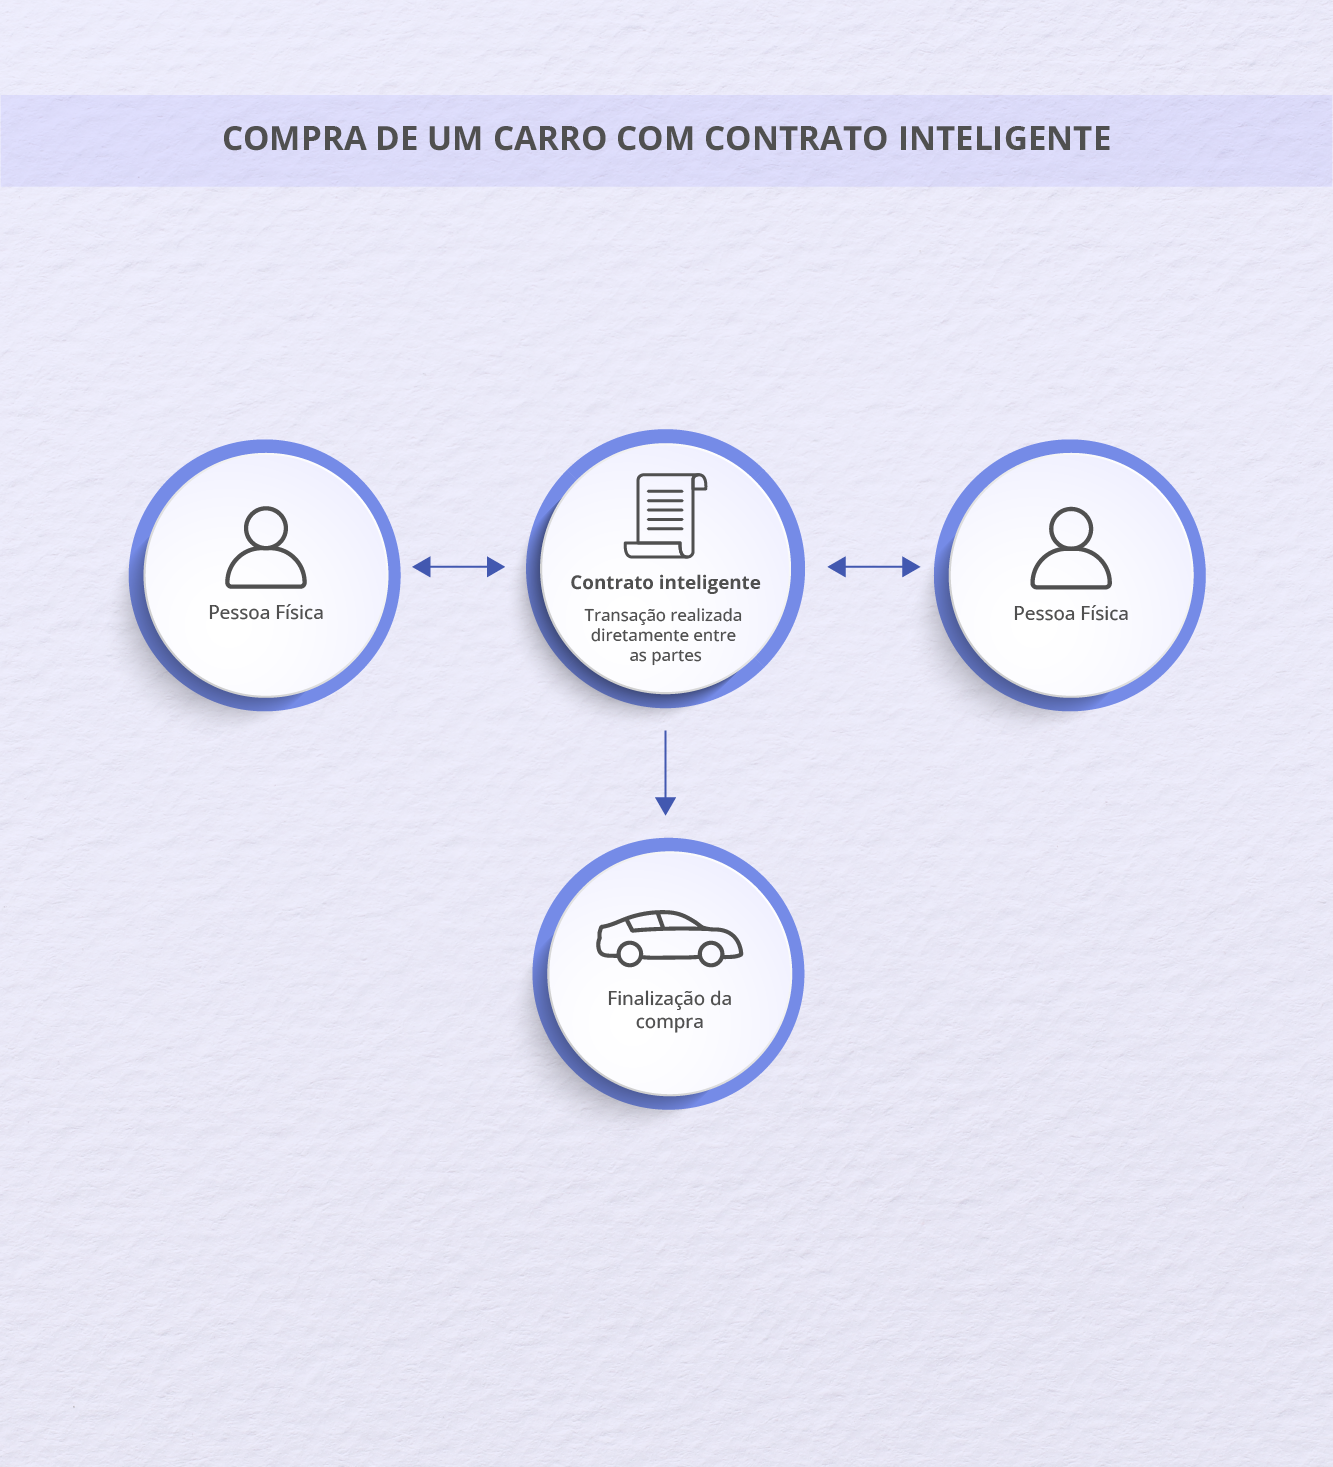 COMPRA DE UM CARRO COM CONTRATO INTELIGENTE
Pessoa Física
Contrato inteligente
Transação realizada
diretamente entre
as partes
Pessoa Física
Finalização da
compra